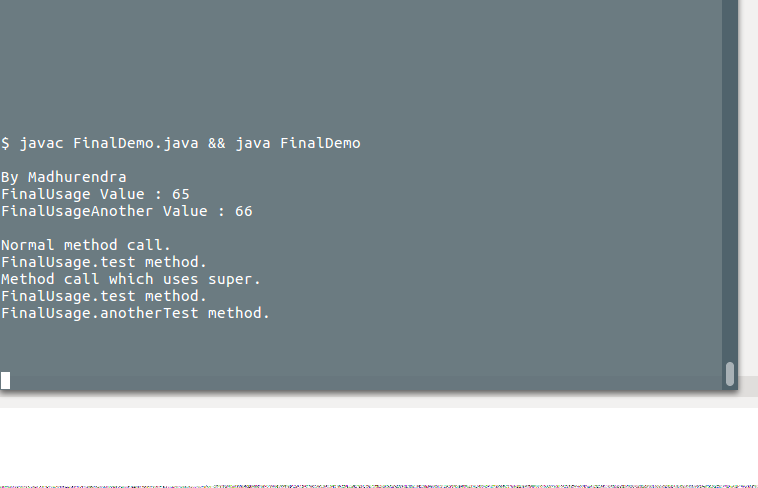 $ javac FinalDemo.java && java FinalDemo
By Madhurendra
FinalUsage Value : 65
FinalUsageAnother Value : 66
Normal method call.
FinalUsage.test method.
Method call which uses super.
FinalUsage.test method.
FinalUsage.anotherTest method.